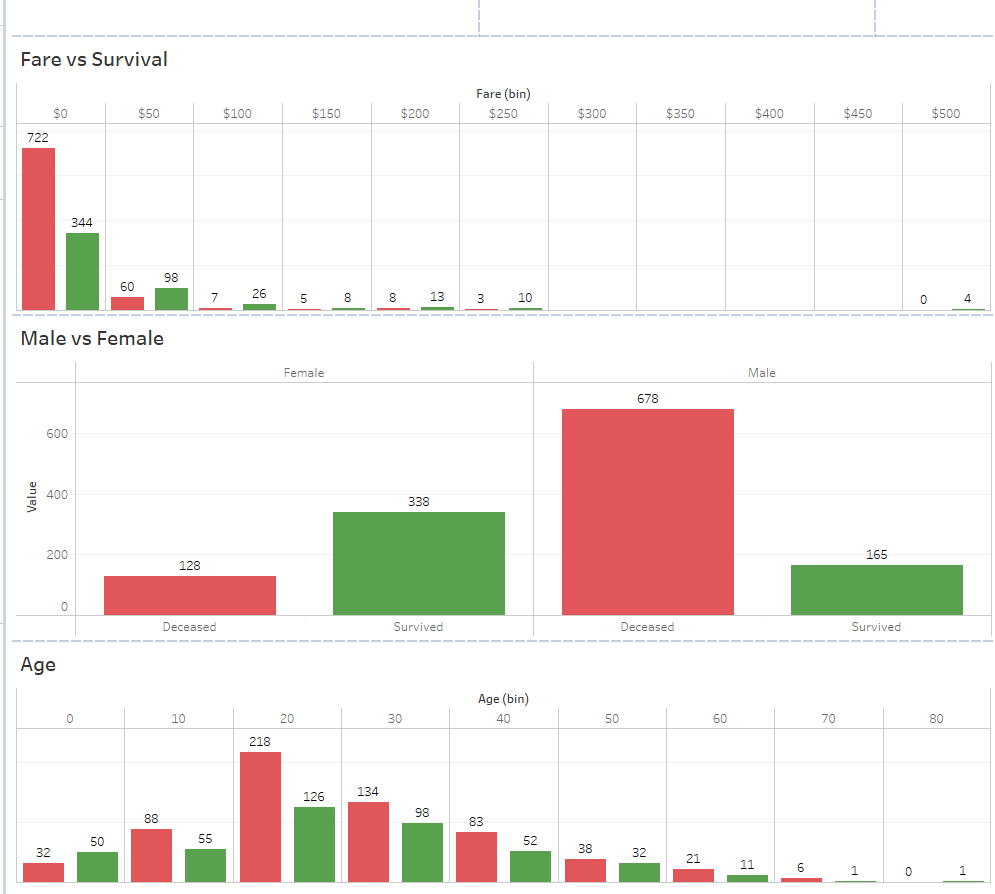 Fare vs Survival
Fare (bin)
$0 $50 $100 $150 $200 $250 $300 $350 $400 $450 $500
722 344 60 98 7 26 5 8 8 13 3 10 0 4
Male vs Female
Female Male
Value
600
400
200
0
128 338 678 165
Deceased Survived Deceased Survived
Age
Age (bin)
0 10 20 30 40 50 60 70 80
32 50 88 55 218 126 134 98 83 52 38 32 21 11 6 1 0 1